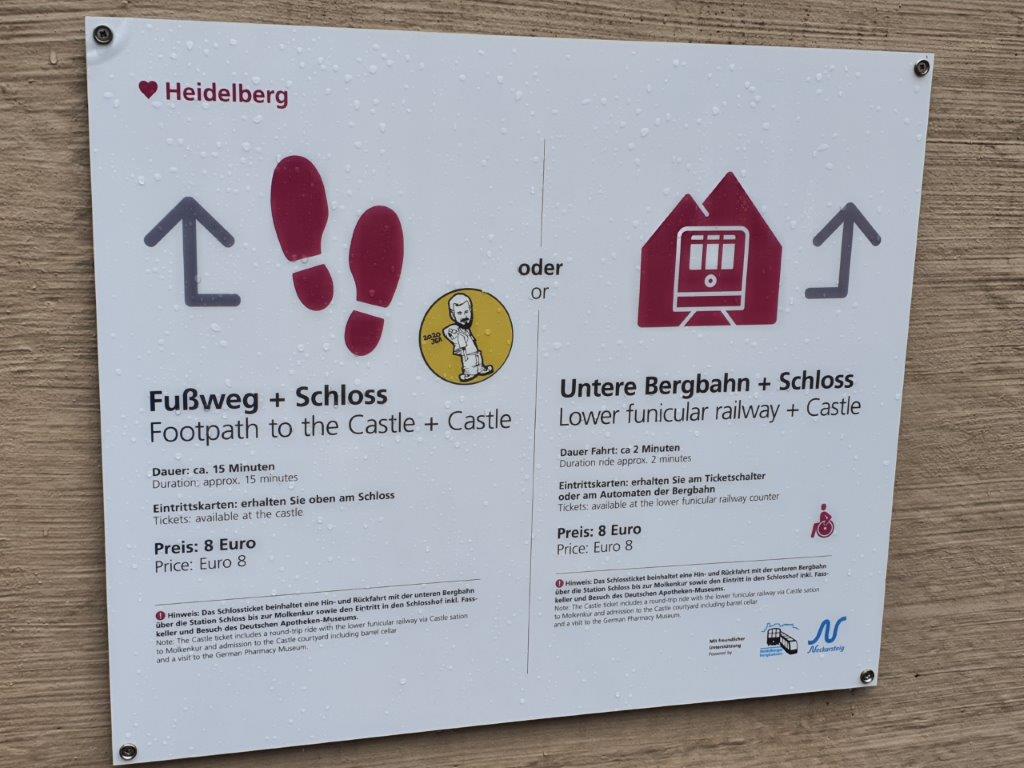 Heidelberg
oder
or
2020
Fußweg + Schloss
Footpath to the Castle + Castle
Dauer: ca. 15 Minuten
Duration: approx. 15 minutes
Eintrittskarten: erhalten Sie oben am Schloss
Tickets: available at the castle
Preis: 8 Euro
Price: Euro 8
Hinweis: Das Schlossticket beinhaltet eine Hin- und Rückfahrt mit der unteren Bergbahn
über die Station Schloss bis zur Molkenkur sowie den Eintritt in den Schlosshof inkl. Fass-
keller und Besuch des Deutschen Apotheken-Museums.
Note: The Castle ticket includes a round-trip ride with the lower funicular railway via Castle sation
to Molkenkur and admission to the Castle courtyard including barrel cellar
and a visit to the German Pharmacy Museum.
Untere Bergbahn + Schloss
Lower funicular railway + Castle
Dauer Fahrt: ca 2 Minuten
Duration ride approx. 2 minutes
Eintrittskarten: erhalten Sie am Ticketschalter
oder am Automaten der Bergbahn
Tickets: available at the lower funicular railway counter
Preis: 8 Euro
Price: Euro 8
Hinweis: Das Schlossticket beinhaltet eine Hin- und Rückfahrt mit der unteren Bergbahn
über die Station Schloss bis zur Molkenkur sowie den Eintritt in den Schlosshof inkl. Fass-
keller und Besuch des Deutschen Apotheken-Museums.
Note: The Castle ticket includes a round-trip ride with the lower funicular railway via Castle sation
to Molkenkur and admission to the Castle courtyard including barrel cellar
and a visit to the German Pharmacy Museum.
Mit freundlicher
Unterstützung
Powered by
Heidelberger
Bergbahnen
Neckarsteig